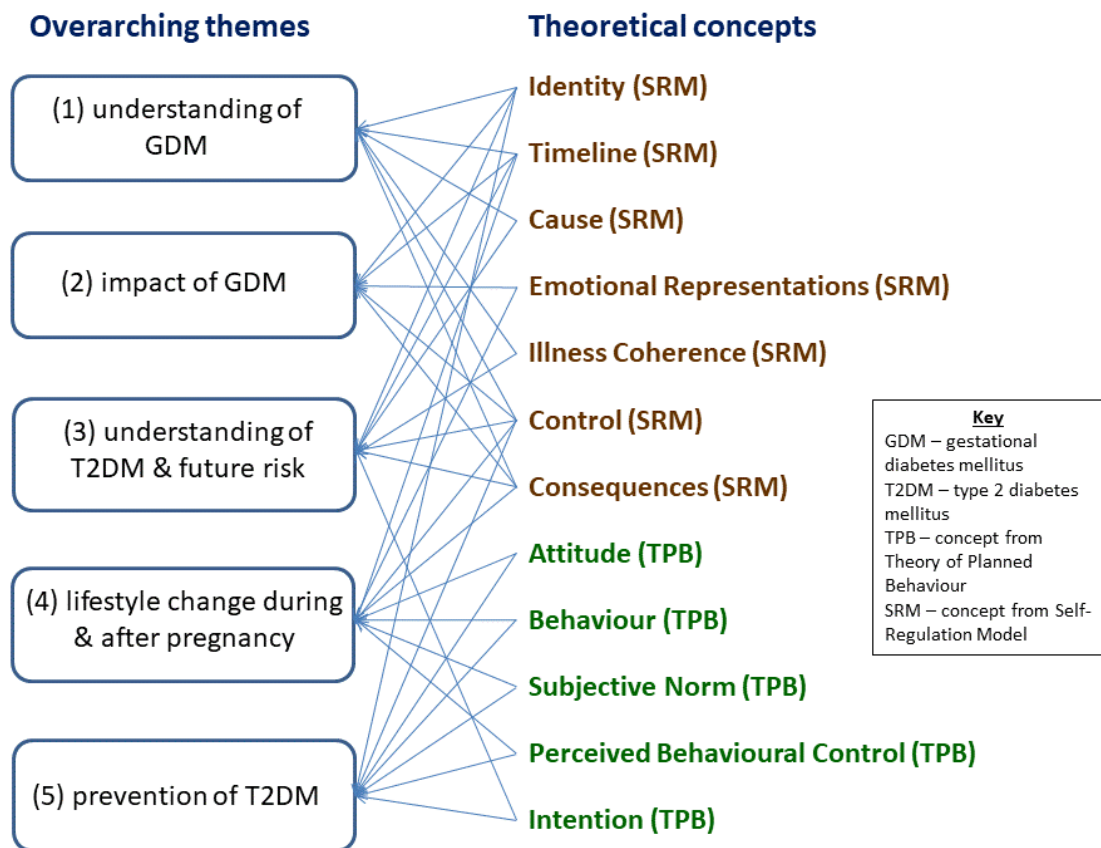 Overarching themes
Theoretical concepts
(1) understanding of
GDM
(2) impact of GDM
(3) understanding of
T2DM & future risk
(4) lifestyle change during
& after pregnancy
(5) prevention of T2DM
Identity (SRM)
Timeline (SRM)
Cause (SRM)
Emotional Representations (SRM)
Illness Coherence (SRM)
Control (SRM)
Consequences (SRM)
Attitude (TPB)
Behaviour (TPB)
Subjective Norm (TPB)
Perceived Behavioural Control (TPB)
Intention (TPB)
Key
GDM – gestational
diabetes mellitus
T2DM – type 2 diabetes
mellitus
TPB – concept from
Theory of Planned
Behaviour
SRM – concept from Self-
Regulation Model